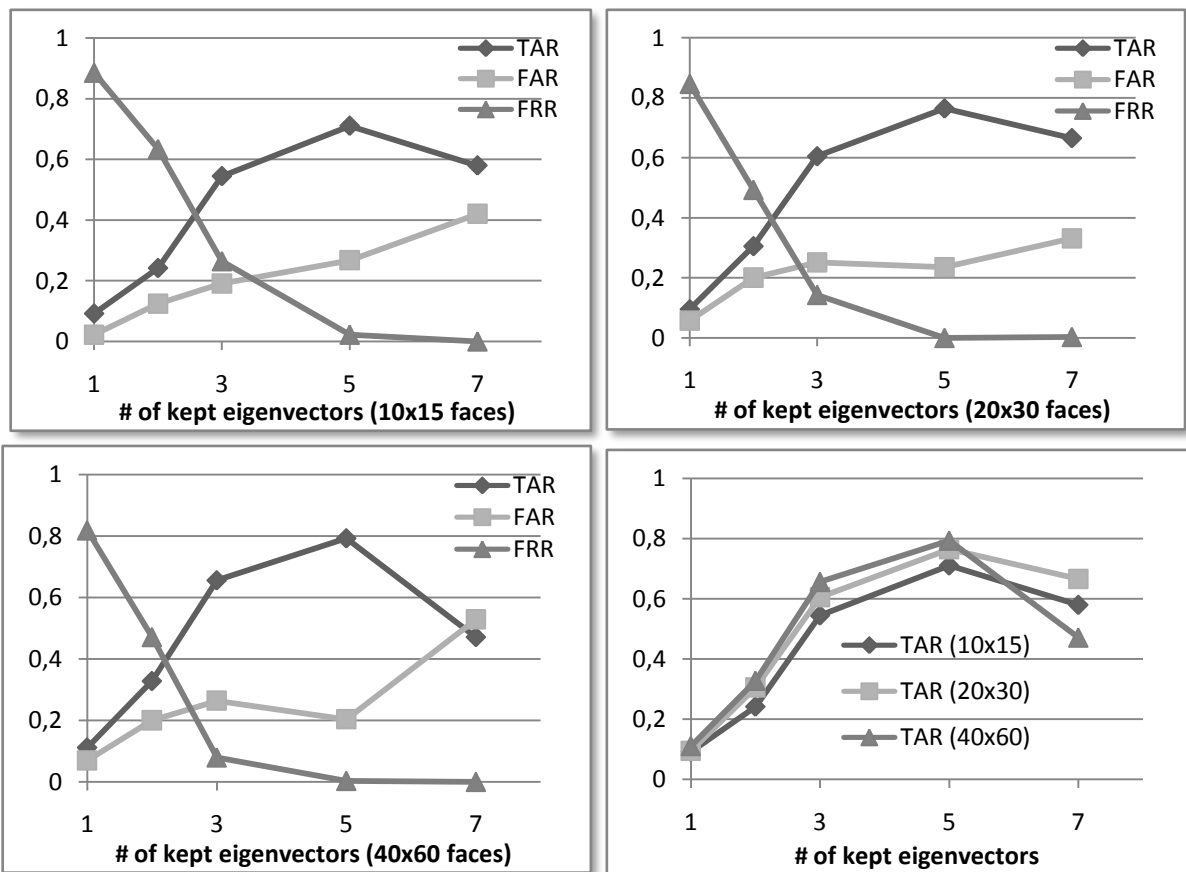 1
0,8
0,6
0,4
0,2
0
TAR
FAR
FRR
1 3 5 7
# of kept eigenvectors (10x15 faces)
1
0,8
0,6
0,4
0,2
0
TAR
FAR
FRR
1 3 5 7
# of kept eigenvectors (20x30 faces)
1
0,8
0,6
0,4
0,2
0
TAR
FAR
FRR
1 3 5 7
# of kept eigenvectors (40x60 faces)
1
0,8
0,6
0,4
0,2
0
TAR (10x15)
TAR (20x30)
TAR (40x60)
1 3 5 7
# of kept eigenvectors